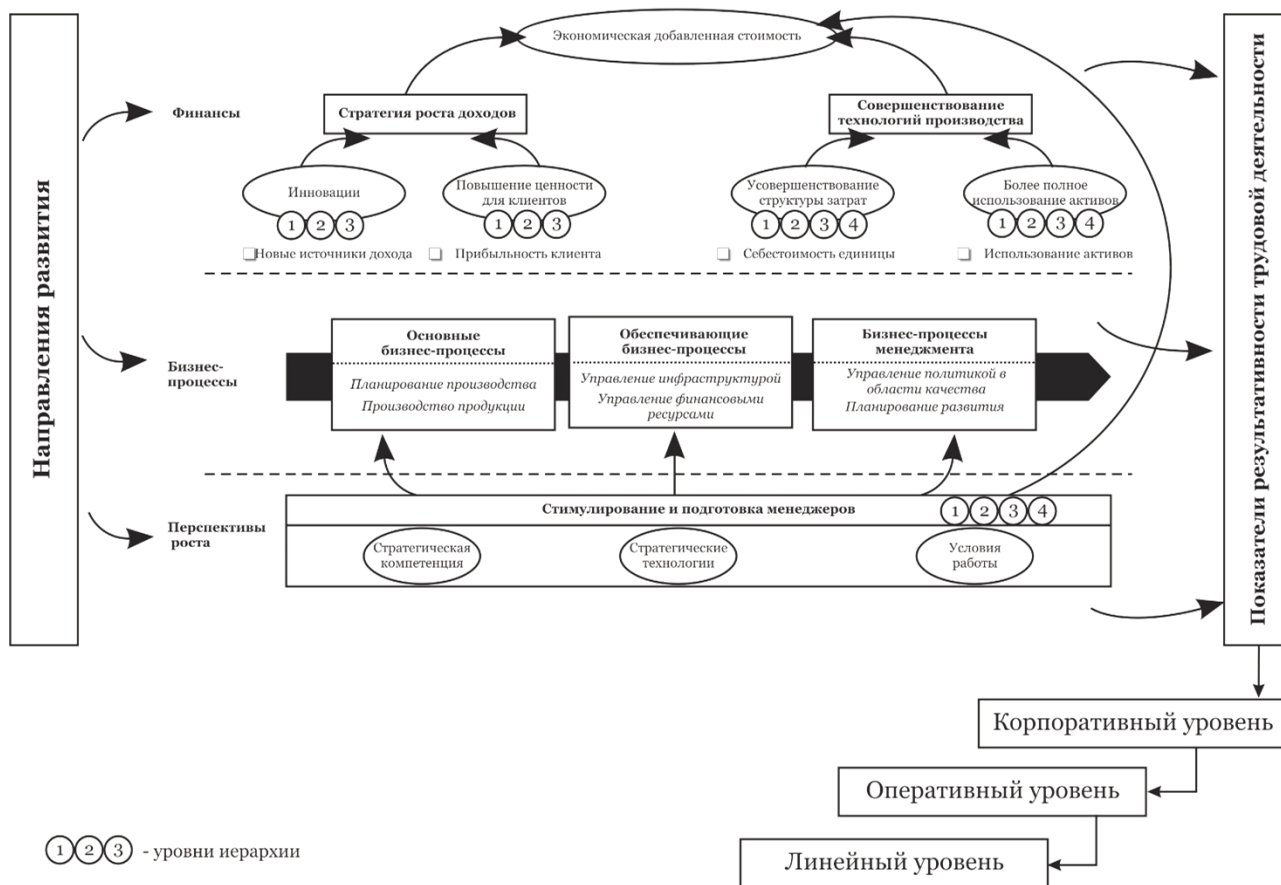 Направления развития
Экономическая добавленная стоимость
Финансы
Стратегия роста доходов
Совершенствование
технологий производства
Инновации
1 2 3
Повышение ценности
для клиентов
1 2 3
Усовершенствование
структуры затрат
1 2 3 4
Более полное
использование активов
1 2 3 4
Новые источники дохода
Прибыльность клиента
Себестоимость единицы
Использование активов
Бизнес-
процессы
Основные
бизнес-процессы
Планирование производства
Производство продукции
Обеспечивающие
бизнес-процессы
Управление инфраструктурой
Управление финансовыми
ресурсами
Бизнес-процессы
менеджмента
Управление политикой в
области качества
Планирование развития
Перспективы
роста
Стимулирование и подготовка менеджеров
1 2 3 4
Стратегическая
компетенция
Стратегические
технологии
Условия
работы
Показатели результативности трудовой деятельности
Корпоративный уровень
Оперативный уровень
Линейный уровень
1 2 3 - уровни иерархии